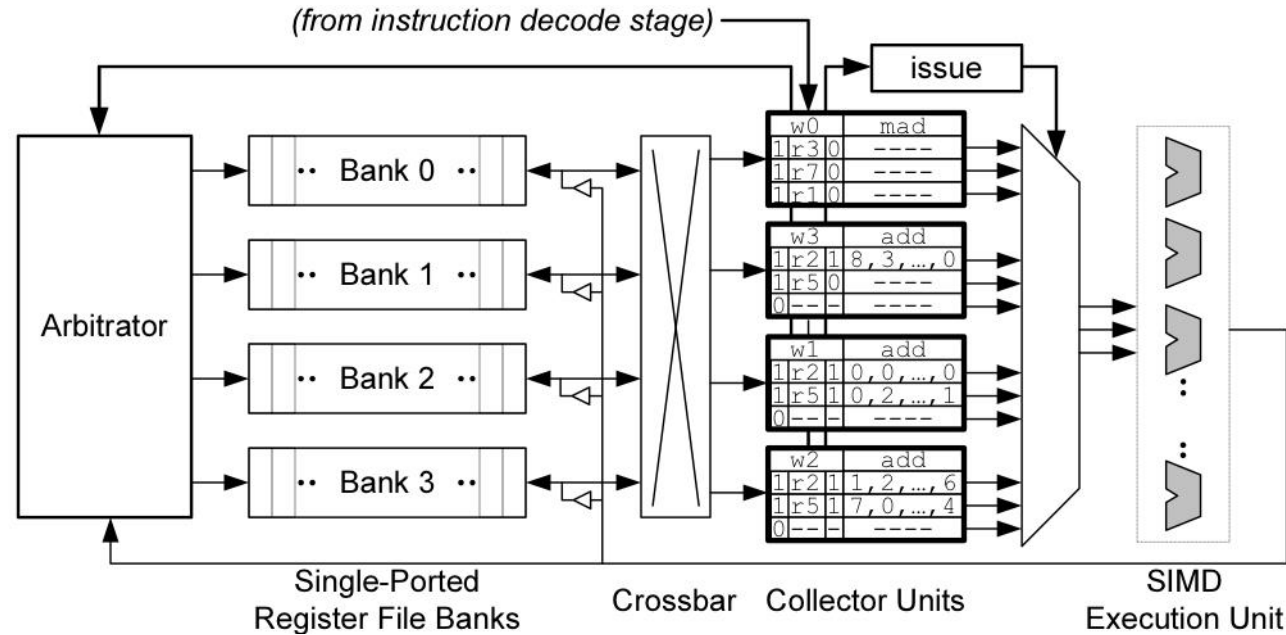 (from instruction decode stage)
issue
Arbitrator
•• Bank 0 ••
•• Bank 1 ••
•• Bank 2 ••
•• Bank 3 ••
w0 mad
1 r3 0 ----
1 r7 0 ----
1 r1 0 ----
w3 add
1 r2 1 8,3,…,0
1 r5 0 ----
0 -- - ----
w1 add
1 r2 1 0,0,…,0
1 r5 1 0,2,…,1
0 -- - ----
w2 add
1 r2 1 1,2,…,6
1 r5 1 7,0,…,4
0 -- - ----
Single-Ported
Register File Banks
Crossbar
Collector Units
SIMD
Execution Unit